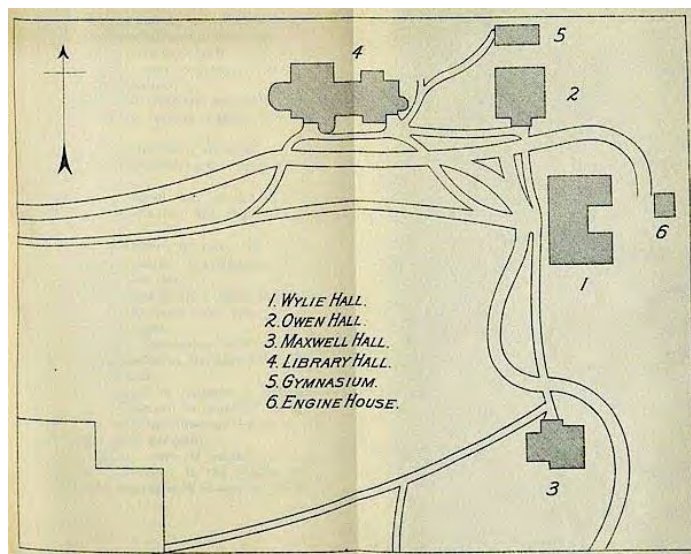 4
5
2
6
1
1. WYLIE HALL.
2. OWEN HALL.
3. MAXWELL HALL.
4. LIBRARY HALL.
5. GYMNASIUM.
6. ENGINE HOUSE.
3